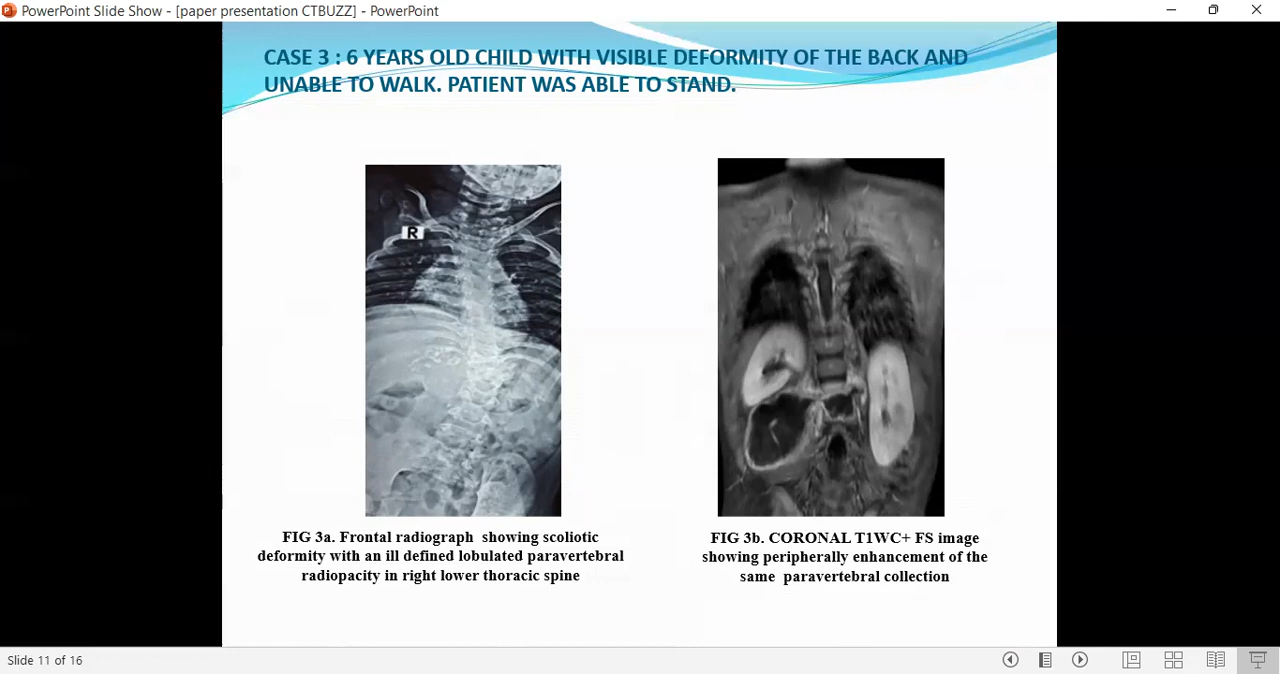 PowerPoint Slide Show - [paper presentation CTBUZZ] - PowerPoint
CASE 3 : 6 YEARS OLD CHILD WITH VISIBLE DEFORMITY OF THE BACK AND
UNABLE TO WALK. PATIENT WAS ABLE TO STAND.
R
FIG 3a. Frontal radiograph showing scoliotic
deformity with an ill defined lobulated paravertebral
radiopacity in right lower thoracic spine
FIG 3b. CORONAL T1WC+ FS image
showing peripherally enhancement of the
same paravertebral collection
Slide 11 of 16